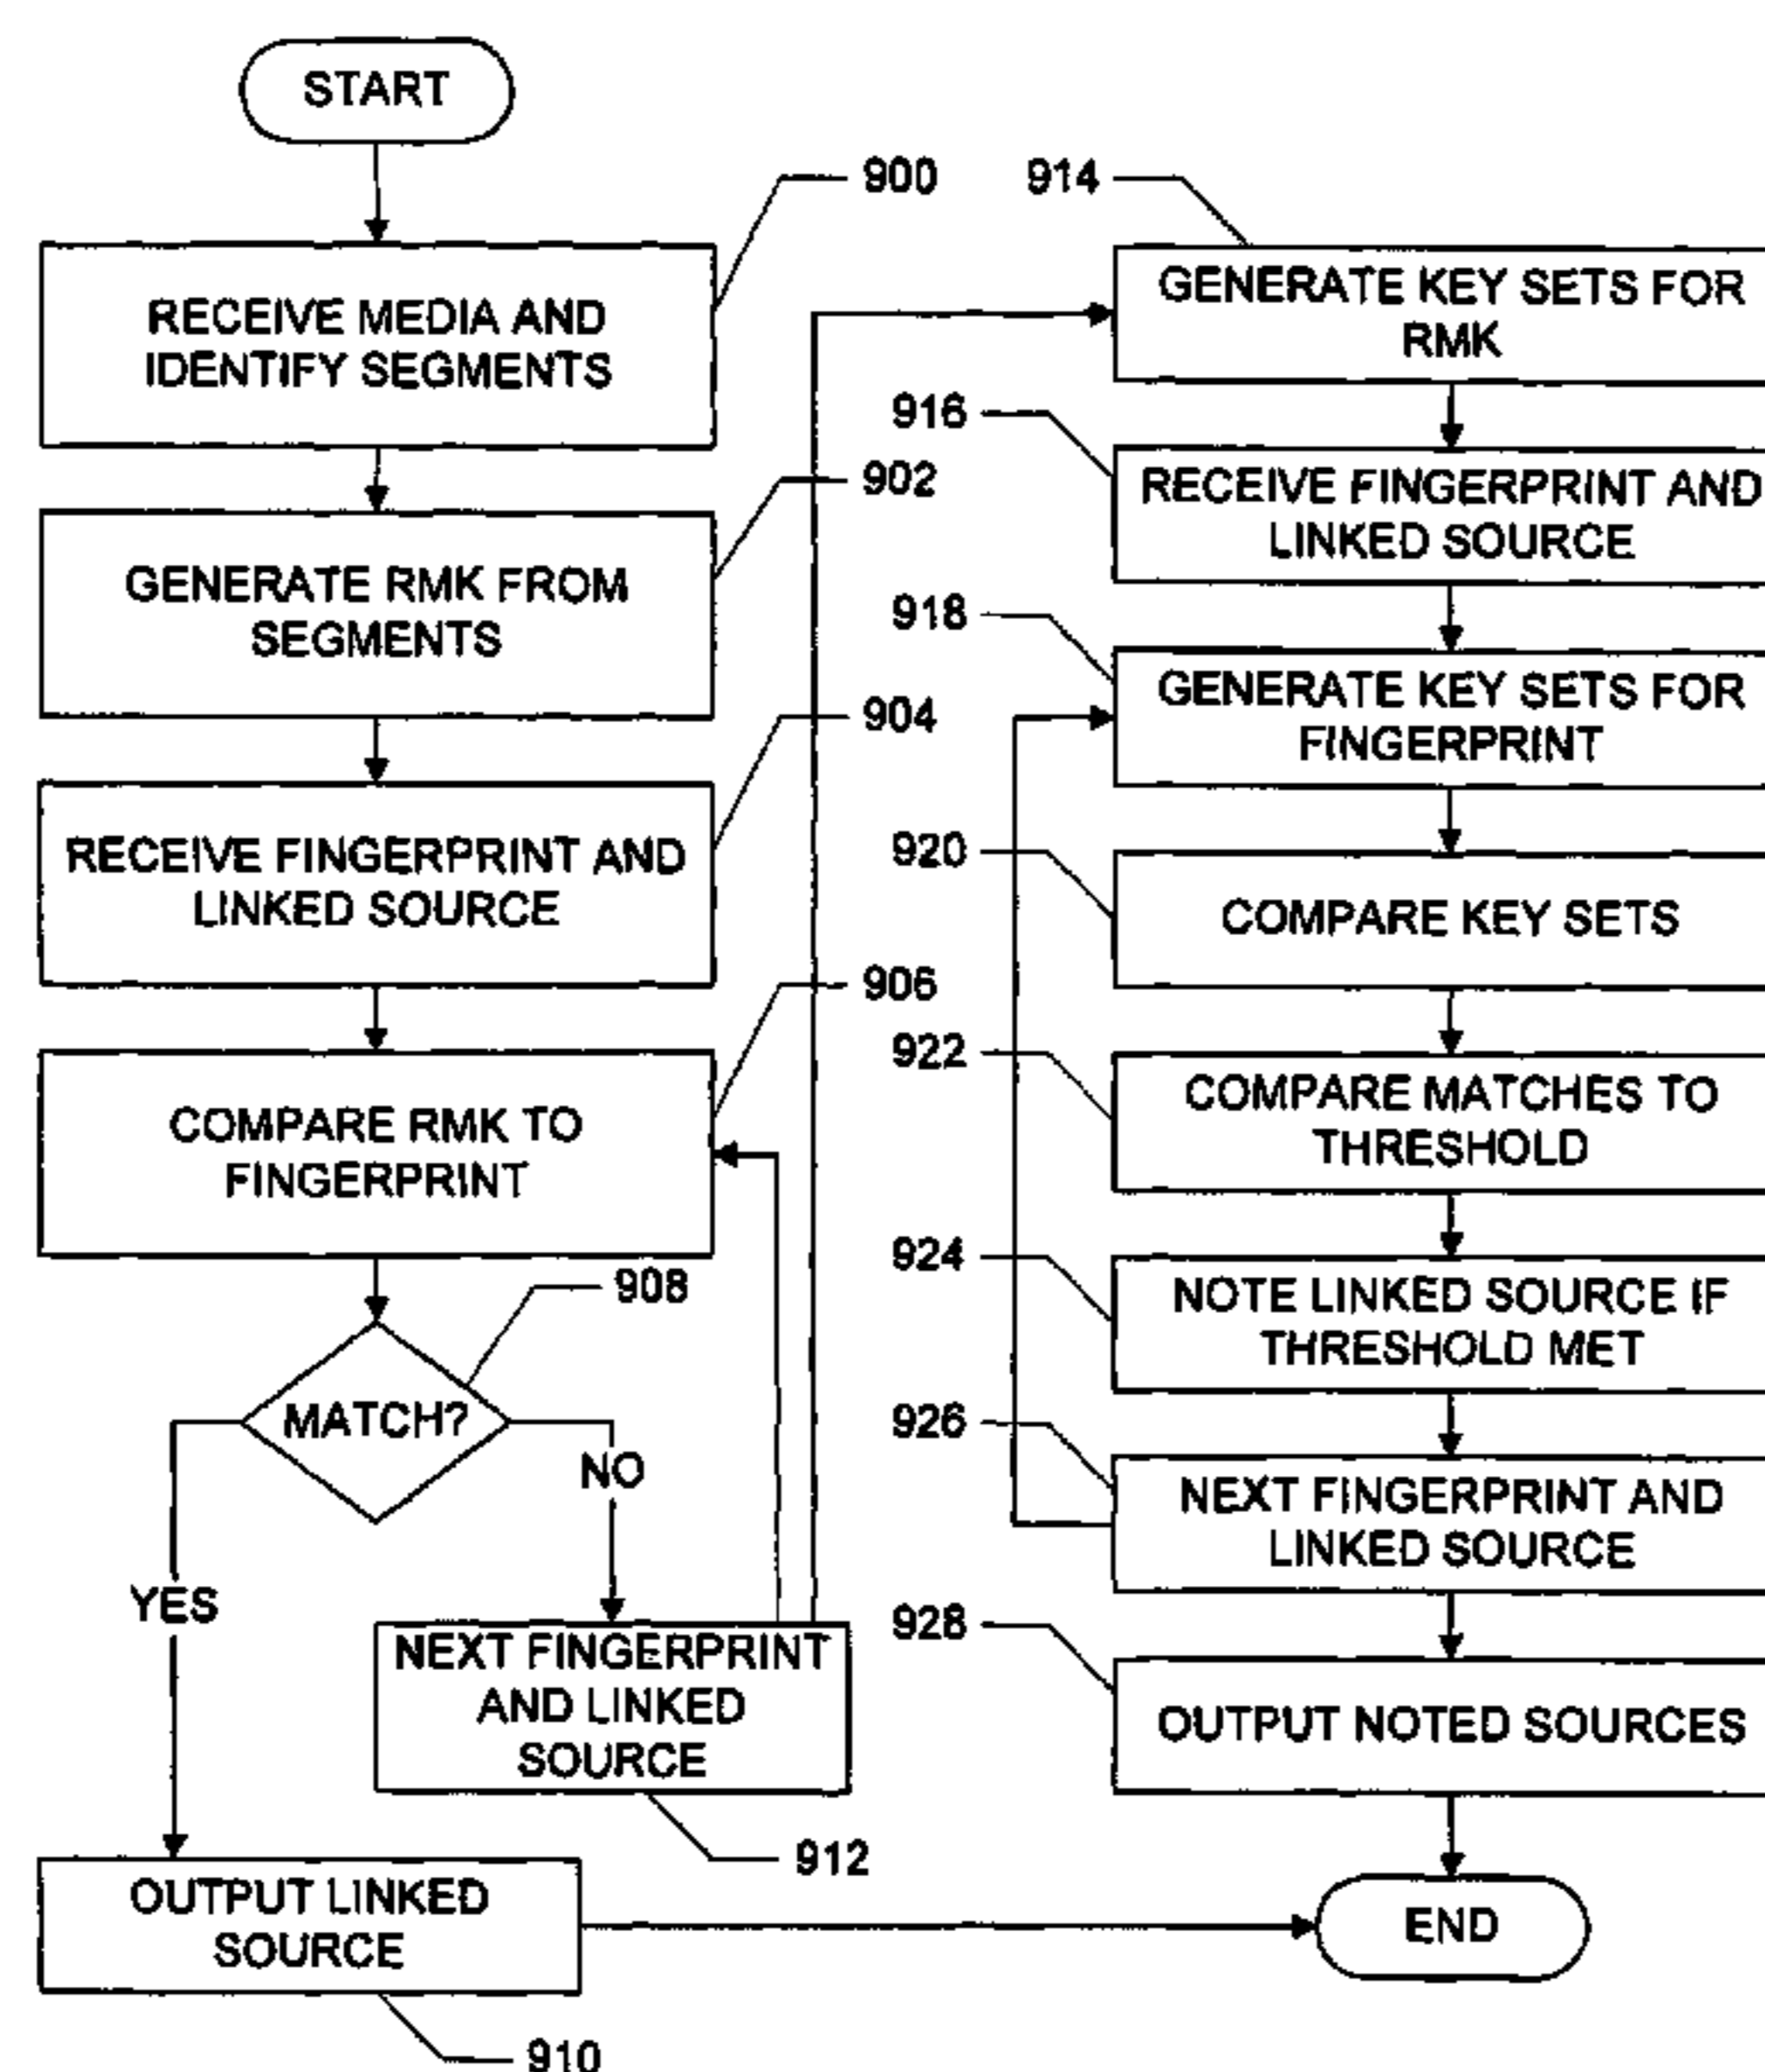 START
900
RECEIVE MEDIA AND
IDENTIFY SEGMENTS
902
GENERATE RMK FROM
SEGMENTS
904
RECEIVE FINGERPRINT AND
LINKED SOURCE
906
COMPARE RMK TO
FINGERPRINT
908
MATCH?
NO
YES
NEXT FINGERPRINT
AND LINKED
SOURCE
912
OUTPUT LINKED
SOURCE
910
914
GENERATE KEY SETS FOR
RMK
916
RECEIVE FINGERPRINT AND
LINKED SOURCE
918
GENERATE KEY SETS FOR
FINGERPRINT
920
COMPARE KEY SETS
922
COMPARE MATCHES TO
THRESHOLD
924
NOTE LINKED SOURCE IF
THRESHOLD MET
926
NEXT FINGERPRINT AND
LINKED SOURCE
928
OUTPUT NOTED SOURCES
END